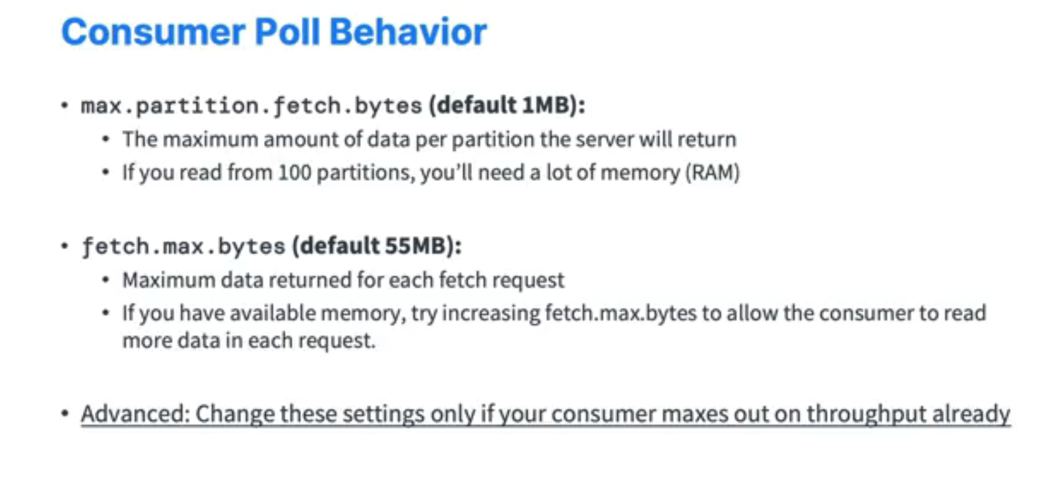 Consumer Poll Behavior
• max.partition.fetch.bytes (default 1MB):
• The maximum amount of data per partition the server will return
• If you read from 100 partitions, you'll need a lot of memory (RAM)
• fetch.max.bytes (default 55MB):
• Maximum data returned for each fetch request
• If you have available memory, try increasing fetch.max.bytes to allow the consumer to read
more data in each request.
• Advanced: Change these settings only if your consumer maxes out on throughput already